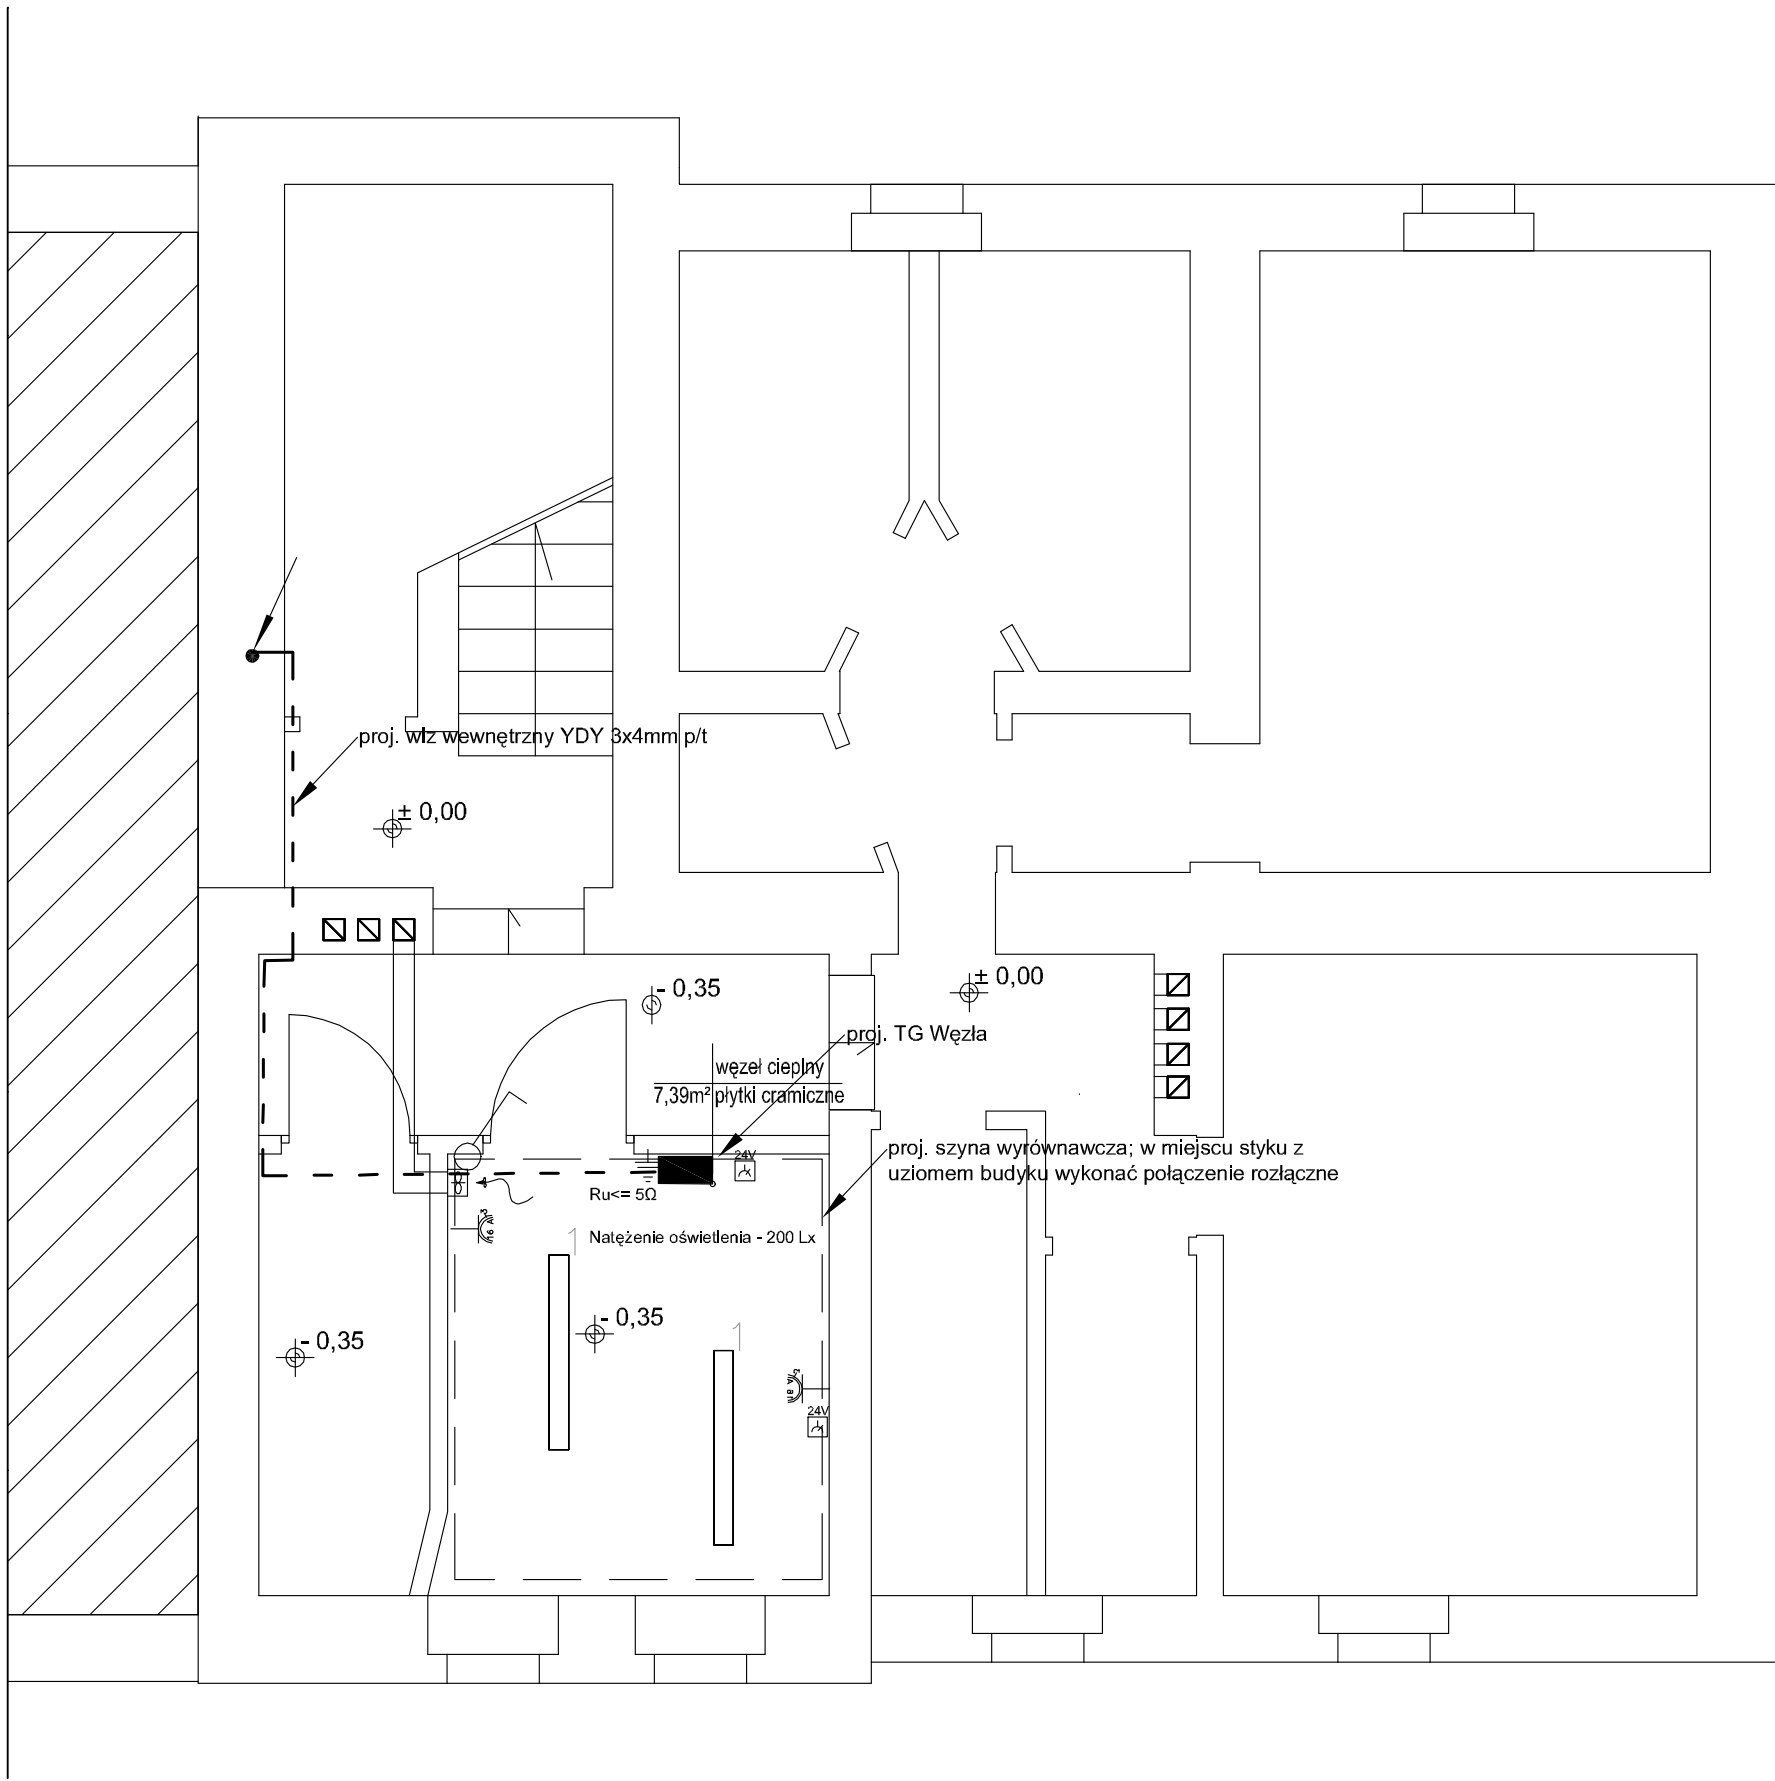 proj. wlz wewnętrzny YDY 3x4mm p/t
± 0,00
- 0,35
± 0,00
proj. TG Węzła
węzeł cieplny
7,39m² płytki cramiczne
proj. szyna wyrównawcza; w miejscu styku z
uziomem budyku wykonać połączenie rozłączne
24V
Ru<= 5Ω
Natężenie oświetlenia - 200 Lx
1
- 0,35
1
- 0,35
24V